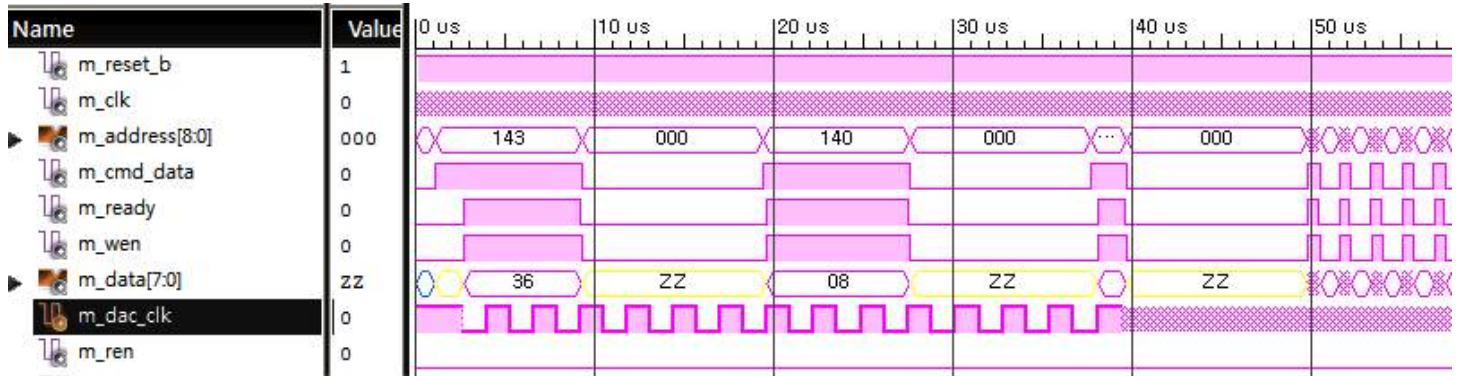 Name Value 0 us 10 us 20 us 30 us 40 us 50 us
m_reset_b 1
m_clk 0
m_address[8:0] 000 143 000 140 000 ... 000
m_cmd_data 0
m_ready 0
m_wen 0
m_data[7:0] ZZ 36 ZZ 08 ZZ ZZ
m_dac_clk 0
m_ren 0